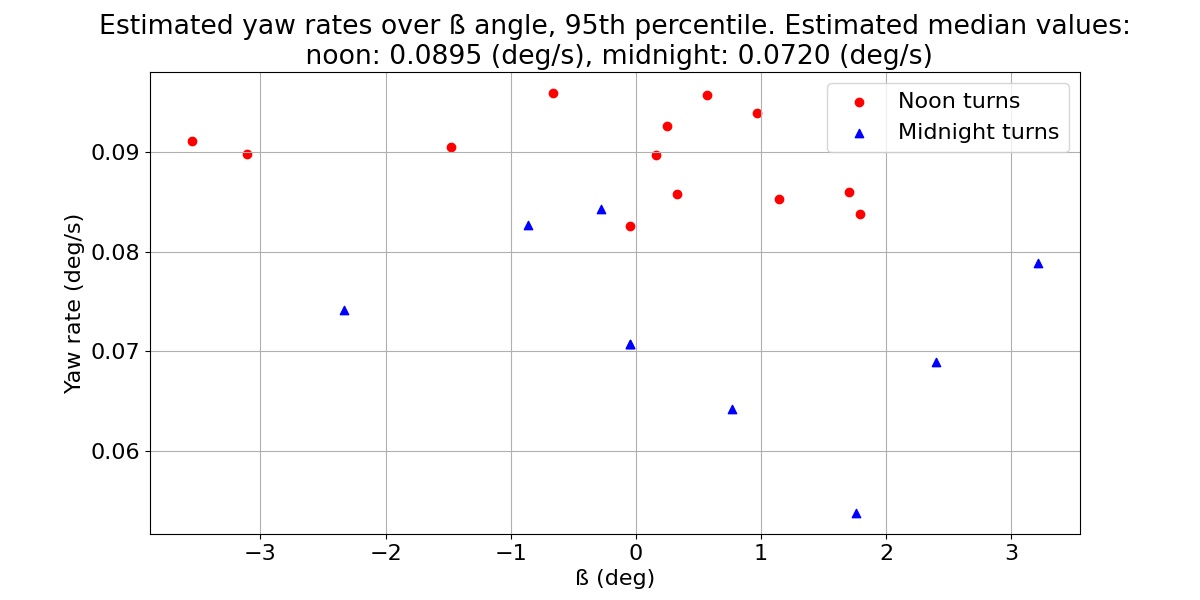 Estimated yaw rates over ß angle, 95th percentile. Estimated median values:
noon: 0.0895 (deg/s), midnight: 0.0720 (deg/s)
Noon turns
Midnight turns
0.09
0.08
0.07
0.06
Yaw rate (deg/s)
−3
−2
−1
0
1
2
3
ß (deg)